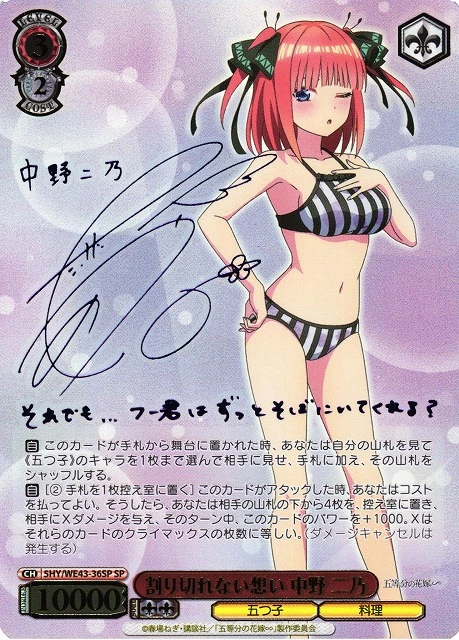 LEVEL
3
2
COST
中野二乃
それでも... フー君はずっとそばにいてくれる?
自 このカードが手札から舞台に置かれた時、あなたは自分の山札を見て
《五つ子》のキャラを1枚まで選んで相手に見せ、手札に加え、その山札を
シャッフルする。
自 [② 手札を1枚控え室に置く] このカードがアタックした時、あなたはコスト
を払ってよい。そうしたら、あなたは相手の山札の下から4枚を、控え室に置き、
相手にXダメージを与え、そのターン中、このカードのパワーを+1000。Xは
それらのカードのクライマックスの枚数に等しい。(ダメージキャンセルは
発生する)
CH 5HY/WE43-36SP SP
割り切れない想い 中野 二乃
五等分の花嫁∽
10000
五つ子
料理
©春場ねぎ・講談社/「五等分の花嫁∽」製作委員会